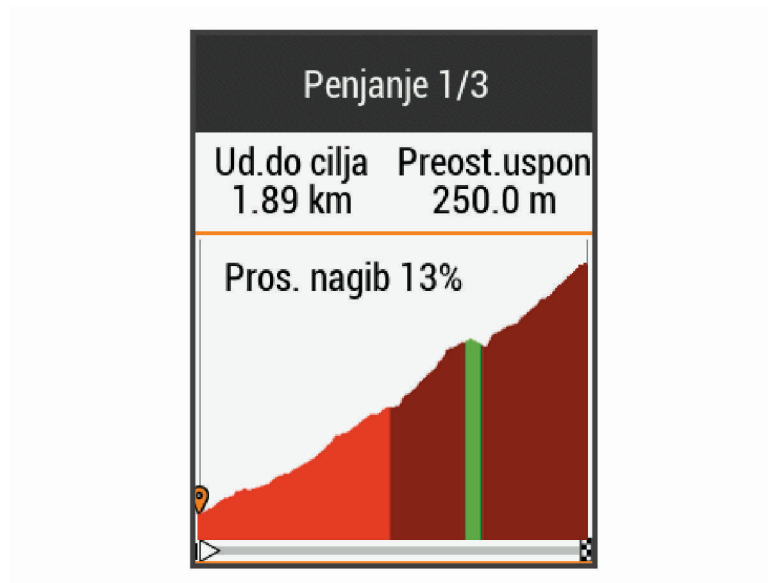 Penjanje 1/3
Ud.do cilja Preost.uspon
1.89 km 250.0 m
Pros. nagib 13%